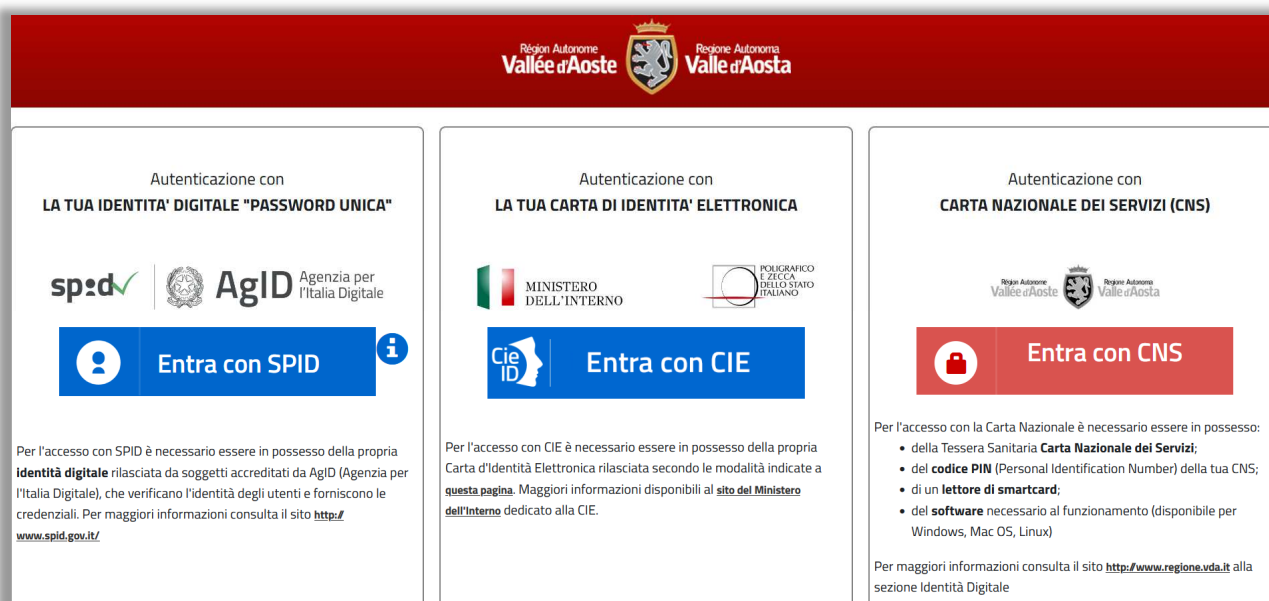 Région Autonome
Vallée d'Aoste
Regione Autonoma
Valle d'Aosta
Autenticazione con
LA TUA IDENTITA' DIGITALE "PASSWORD UNICA"
spid
AgID
Agenzia per
l'Italia Digitale
Entra con SPID
i
Per l'accesso con SPID è necessario essere in possesso della propria
identità digitale rilasciata da soggetti accreditati da AgID (Agenzia per
l'Italia Digitale), che verificano l'identità degli utenti e forniscono le
credenziali. Per maggiori informazioni consulta il sito http://
www.spid.gov.it/
Autenticazione con
LA TUA CARTA DI IDENTITA' ELETTRONICA
MINISTERO
DELL'INTERNO
POLIGRAFICO
E ZECCA
DELLO STATO
ITALIANO
Cie
ID
Entra con CIE
Per l'accesso con CIE è necessario essere in possesso della propria
Carta d'Identità Elettronica rilasciata secondo le modalità indicate a
questa pagina. Maggiori informazioni disponibili al sito del Ministero
dell'Interno dedicato alla CIE.
Autenticazione con
CARTA NAZIONALE DEI SERVIZI (CNS)
Région Autonome
Vallée d'Aoste
Regione Autonoma
Valle d'Aosta
Entra con CNS
Per l'accesso con la Carta Nazionale è necessario essere in possesso:
• della Tessera Sanitaria Carta Nazionale dei Servizi;
• del codice PIN (Personal Identification Number) della tua CNS;
• di un lettore di smartcard;
• del software necessario al funzionamento (disponibile per
Windows, Mac OS, Linux)
Per maggiori informazioni consulta il sito http://www.regione.vda.it alla
sezione Identità Digitale